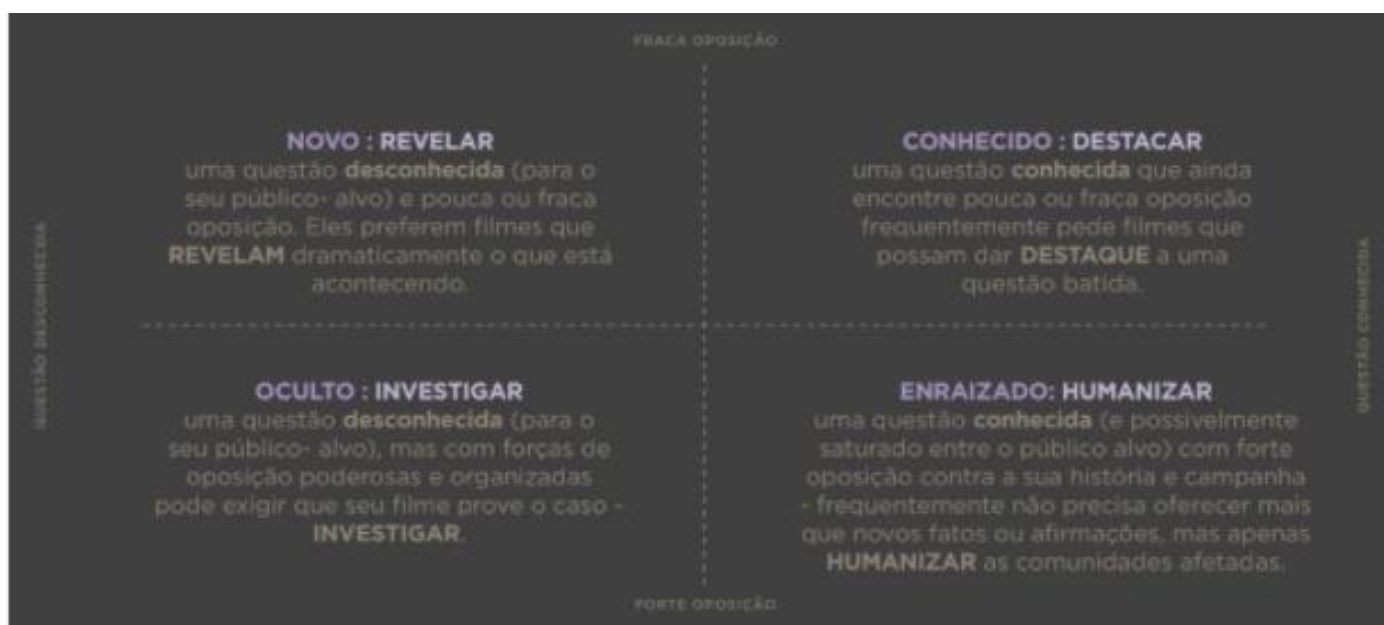 FRACA OPOSIÇÃO
NOVO : REVELAR
uma questão desconhecida (para o
seu público- alvo) e pouca ou fraca
oposição. Eles preferem filmes que
REVELAM dramaticamente o que está
acontecendo.
CONHECIDO : DESTACAR
uma questão conhecida que ainda
encontre pouca ou fraca oposição
frequentemente pede filmes que
possam dar DESTAQUE a uma
questão batida.
QUESTÃO DESCONHECIDA
QUESTÃO CONHECIDA
OCULTO : INVESTIGAR
uma questão desconhecida (para o
seu público- alvo), mas com forças de
oposição poderosas e organizadas
pode exigir que seu filme prove o caso -
INVESTIGAR.
ENRAIZADO: HUMANIZAR
uma questão conhecida (e possivelmente
saturado entre o público alvo) com forte
oposição contra a sua história e campanha
- frequentemente não precisa oferecer mais
que novos fatos ou afirmações, mas apenas
HUMANIZAR as comunidades afetadas.
FORTE OPOSIÇÃO